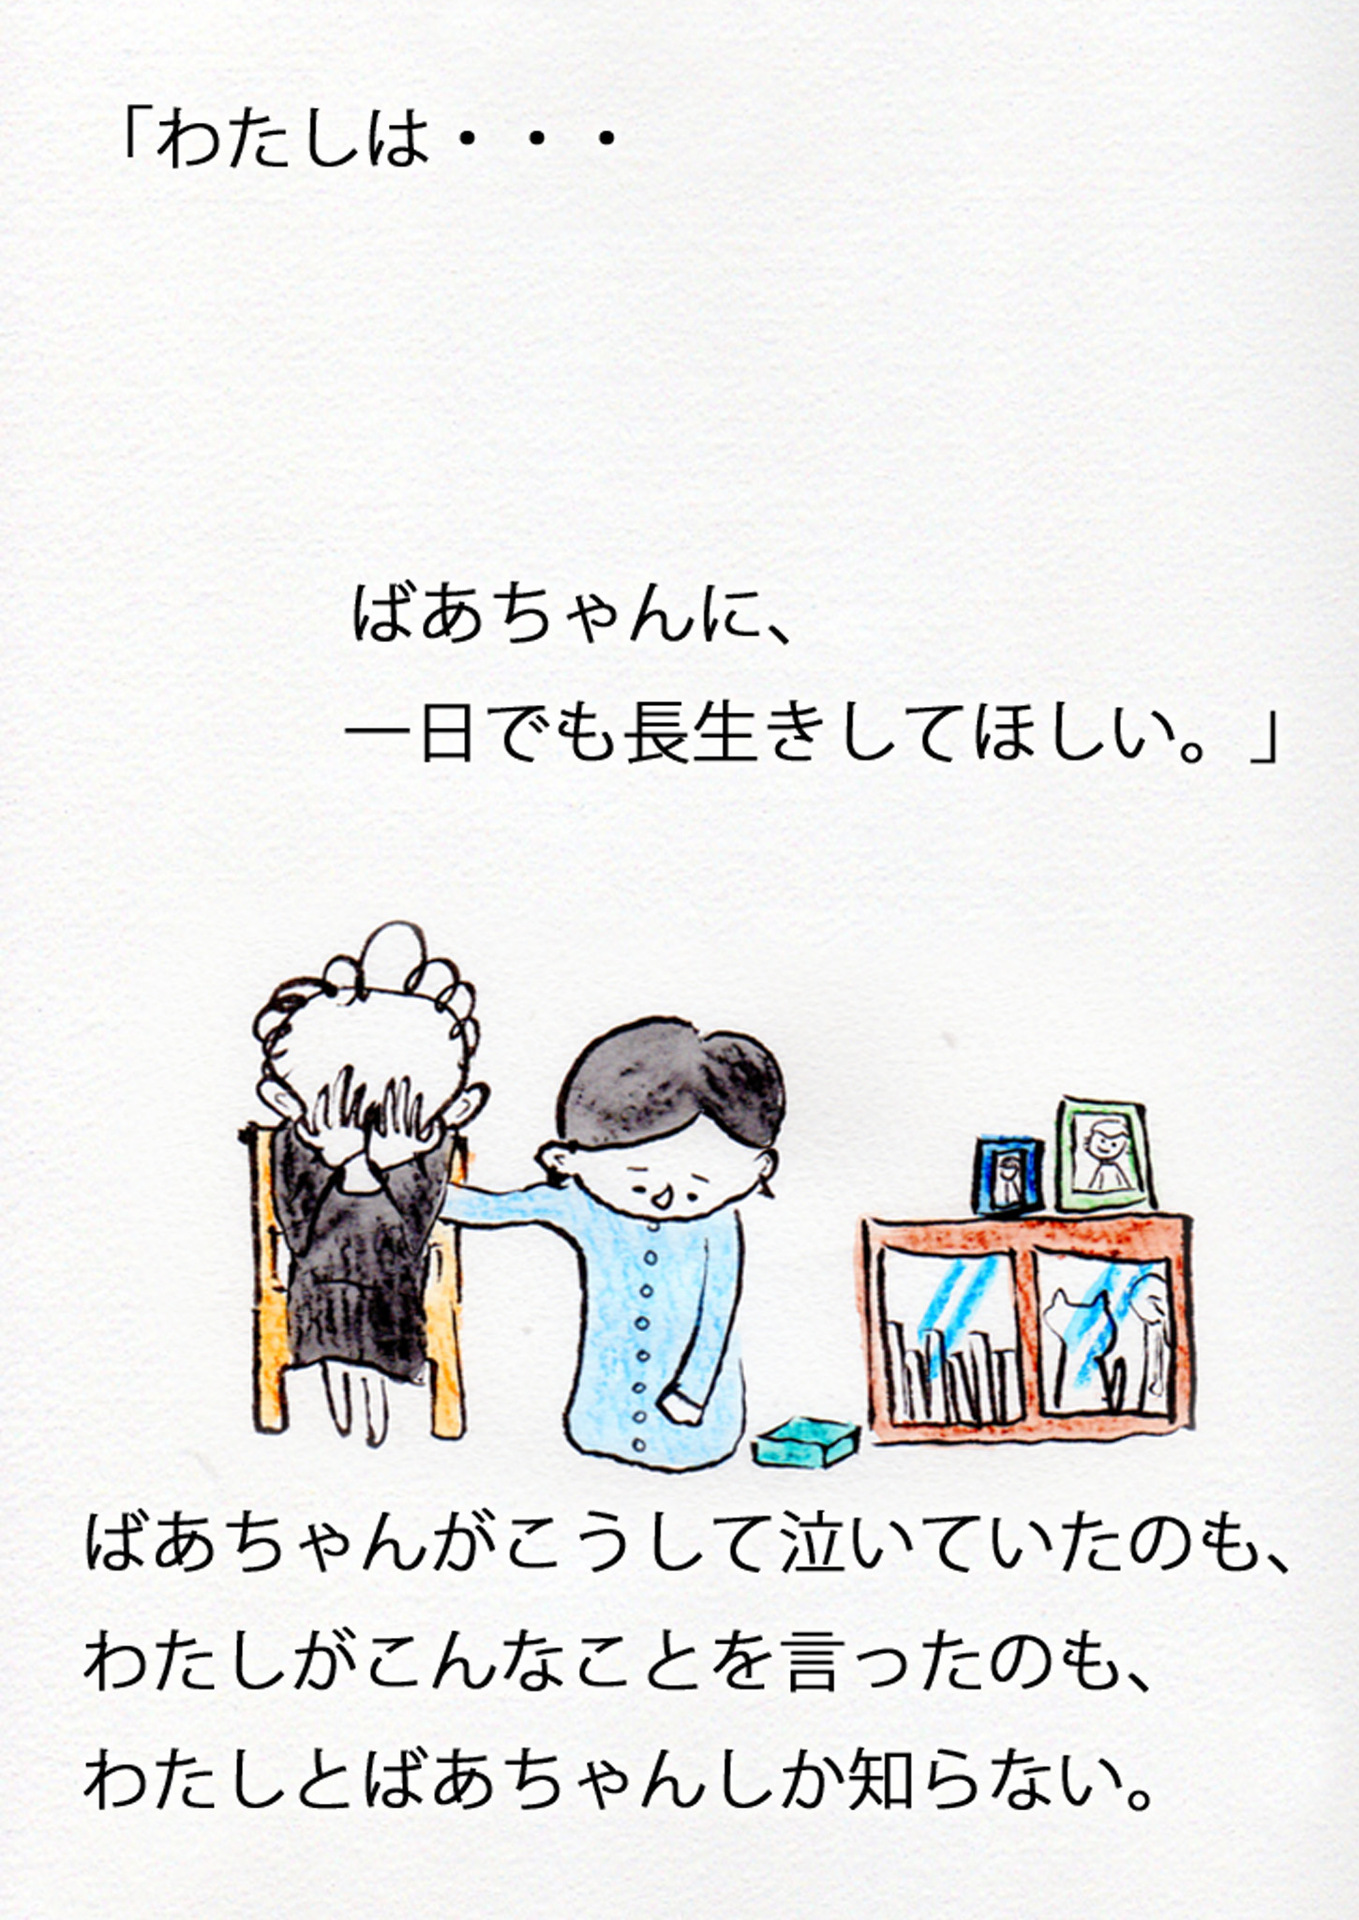 「わたしは・・・
ばあちゃんに、
一日でも長生きしてほしい。」
ばあちゃんがこうして泣いていたのも、
わたしがこんなことを言ったのも、
わたしとばあちゃんしか知らない。